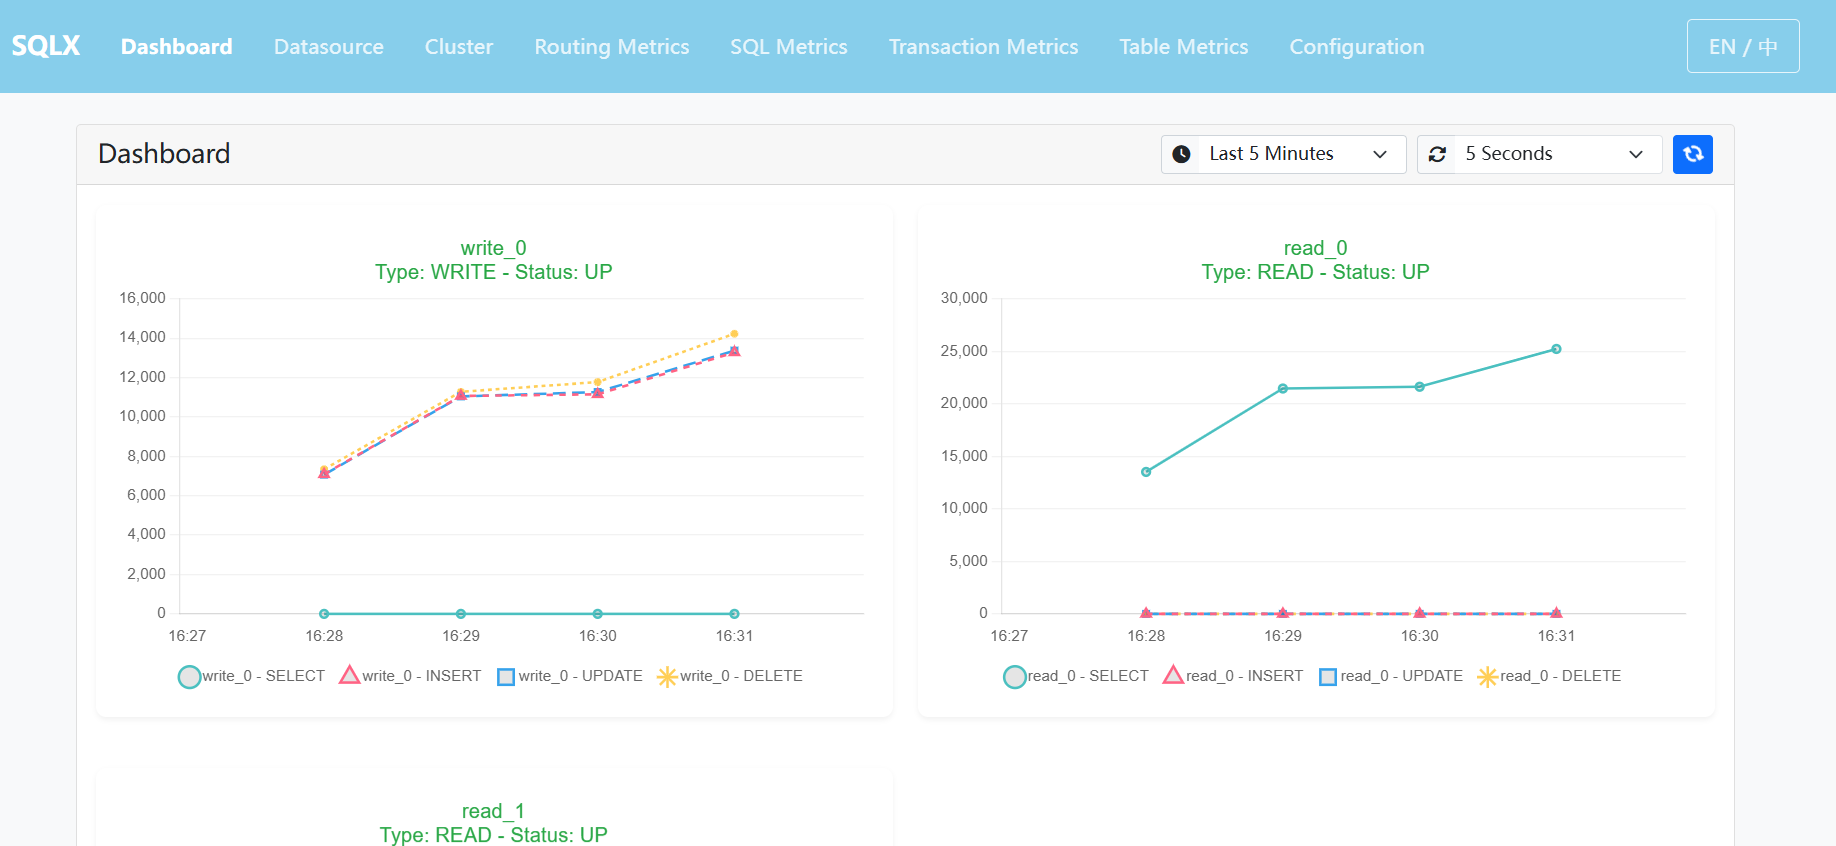 SQLX Dashboard Datasource Cluster Routing Metrics SQL Metrics Transaction Metrics Table Metrics Configuration EN / 中
Dashboard Last 5 Minutes 5 Seconds
write_0
Type: WRITE - Status: UP
16,000
14,000
12,000
10,000
8,000
6,000
4,000
2,000
0
16:27 16:28 16:29 16:30 16:31
write_0 - SELECT write_0 - INSERT write_0 - UPDATE write_0 - DELETE
read_0
Type: READ - Status: UP
30,000
25,000
20,000
15,000
10,000
5,000
0
16:27 16:28 16:29 16:30 16:31
read_0 - SELECT read_0 - INSERT read_0 - UPDATE read_0 - DELETE
read_1
Type: READ - Status: UP